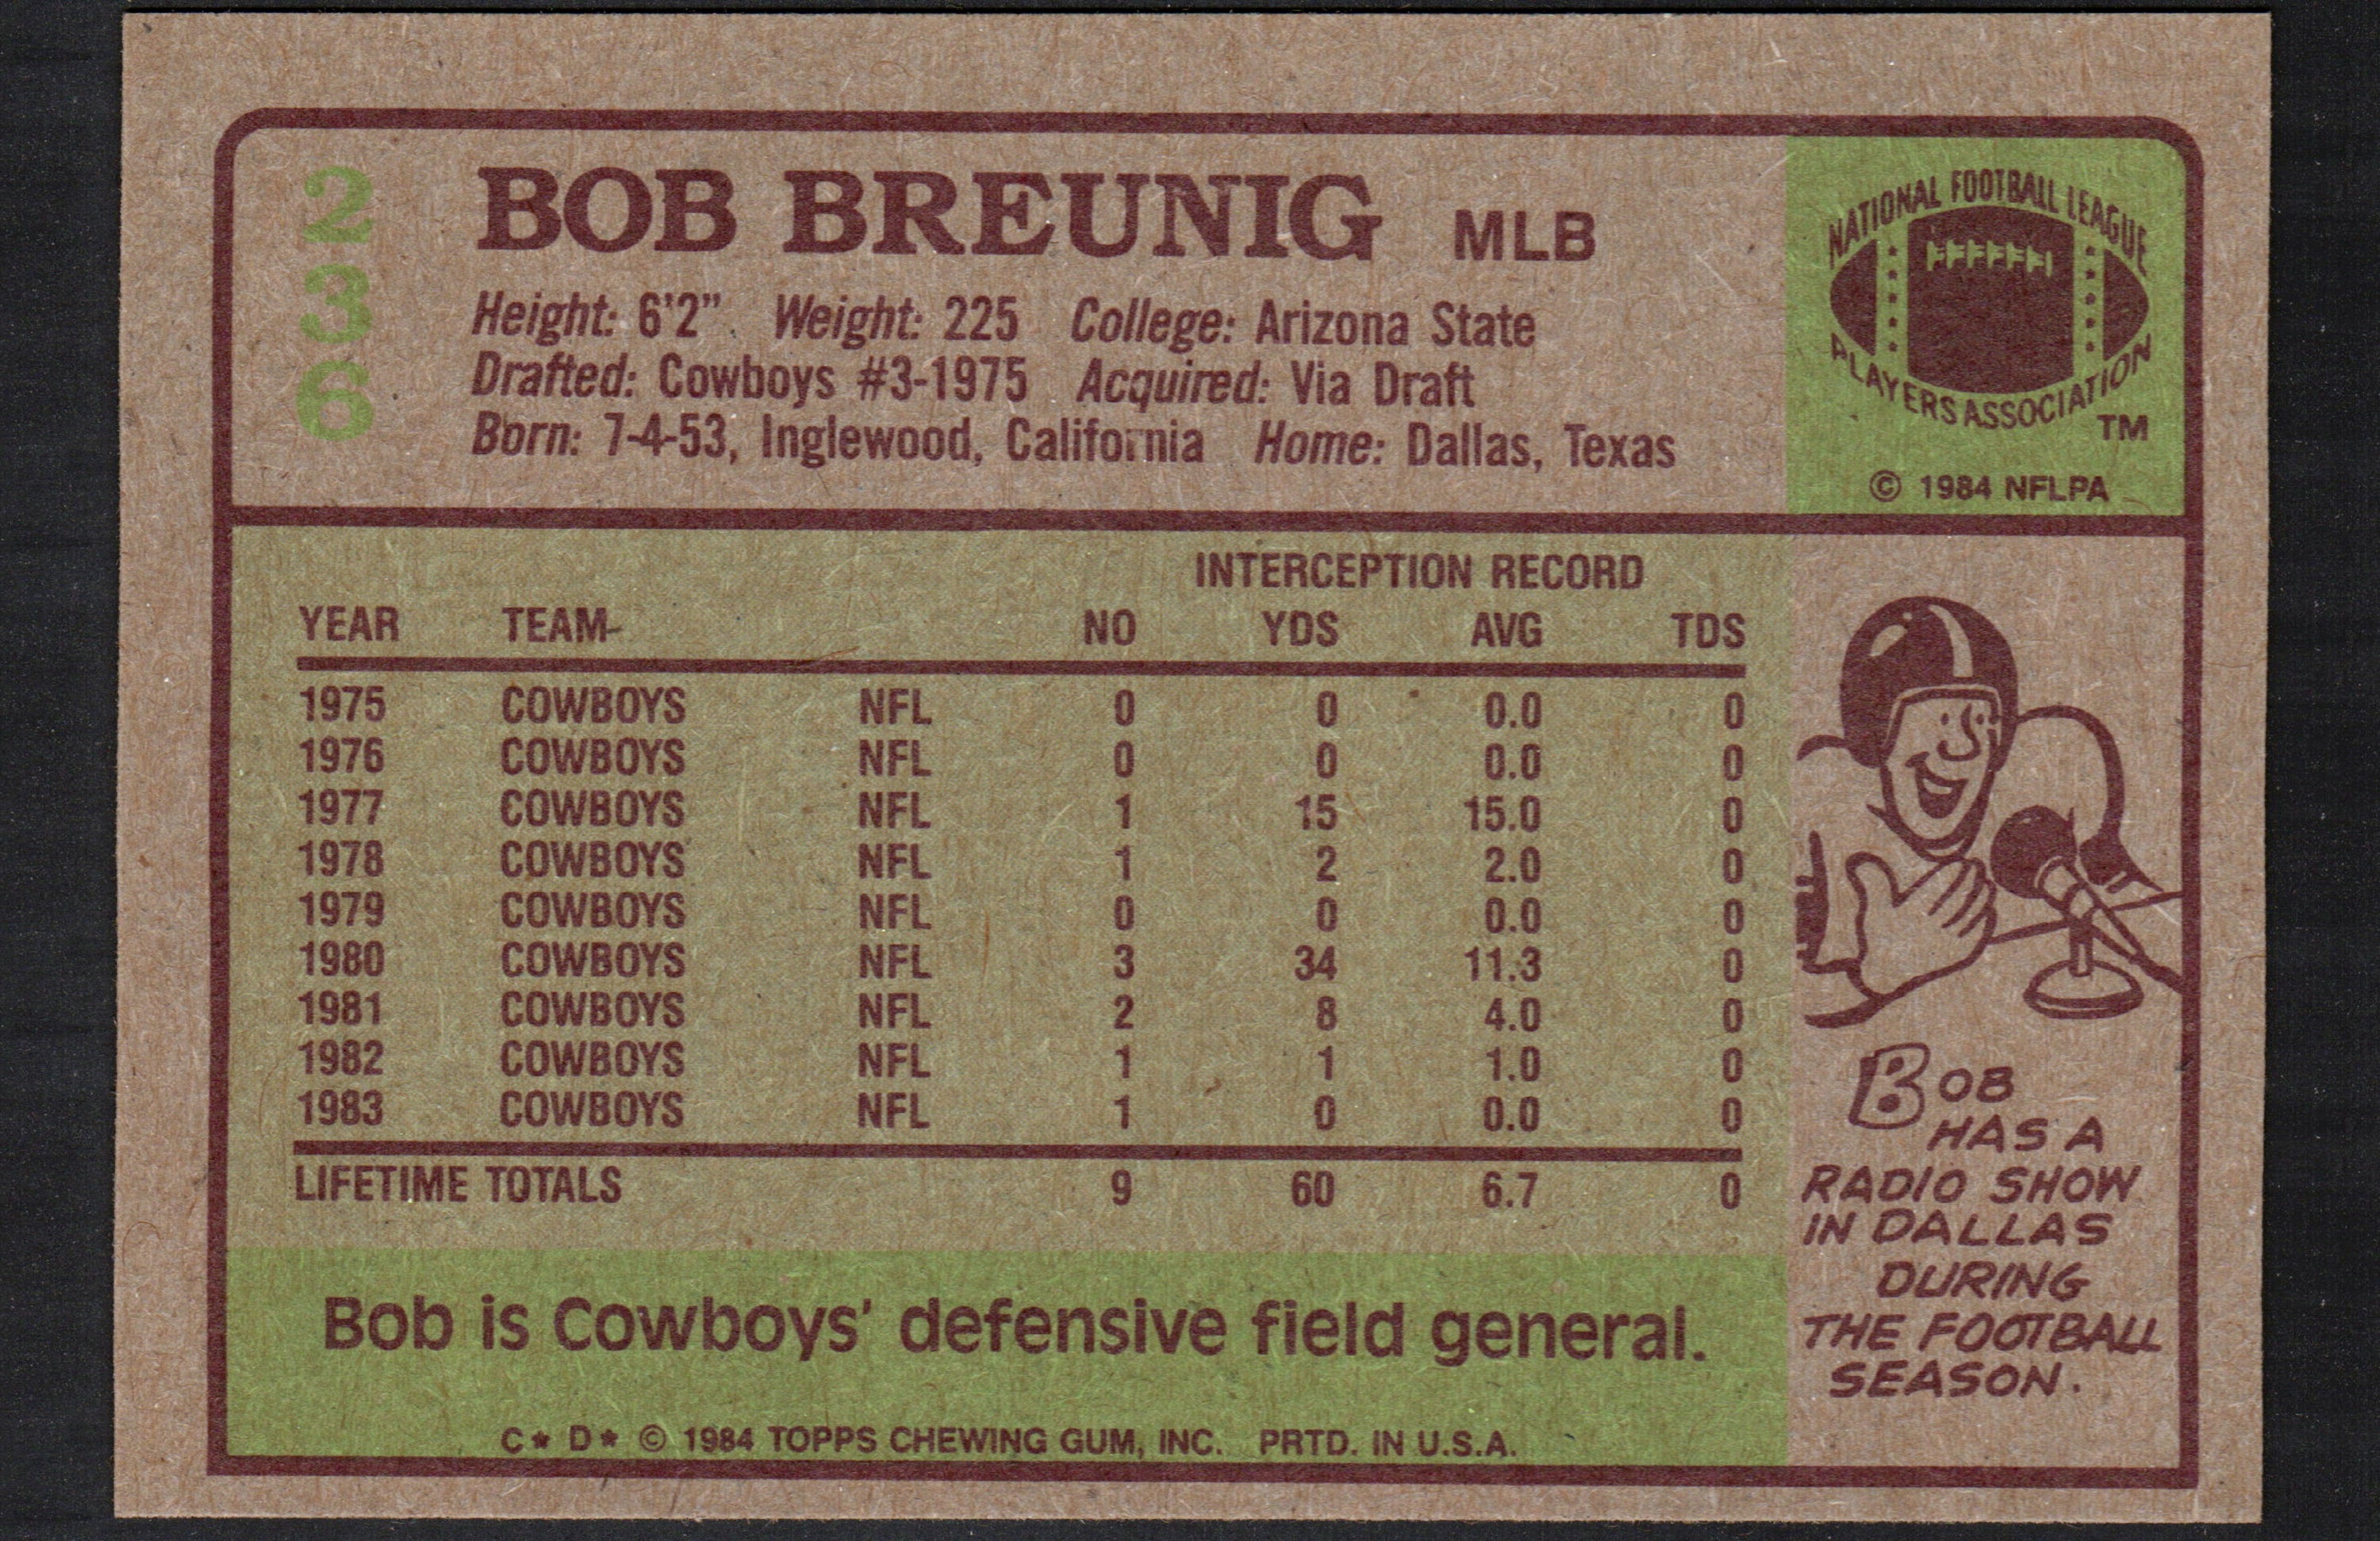 2
3
6
BOB BREUNIG MLB
Height: 6'2" Weight: 225 College: Arizona State
Drafted: Cowboys #3-1975 Acquired: Via Draft
Born: 7-4-53, Inglewood, California Home: Dallas, Texas
NATIONAL FOOTBALL LEAGUE
PLAYERS ASSOCIATION
TM
© 1984 NFLPA
INTERCEPTION RECORD
YEAR TEAM NO YDS AVG TDS
1975 COWBOYS NFL 0 0 0.0 0
1976 COWBOYS NFL 0 0 0.0 0
1977 COWBOYS NFL 1 15 15.0 0
1978 COWBOYS NFL 1 2 2.0 0
1979 COWBOYS NFL 0 0 0.0 0
1980 COWBOYS NFL 3 34 11.3 0
1981 COWBOYS NFL 2 8 4.0 0
1982 COWBOYS NFL 1 1 1.0 0
1983 COWBOYS NFL 1 0 0.0 0
LIFETIME TOTALS 9 60 6.7 0
Bob is Cowboys' defensive field general.
C* D* © 1984 TOPPS CHEWING GUM, INC. PRTD. IN U.S.A.
BOB
HAS A
RADIO SHOW
IN DALLAS
DURING
THE FOOTBALL
SEASON.